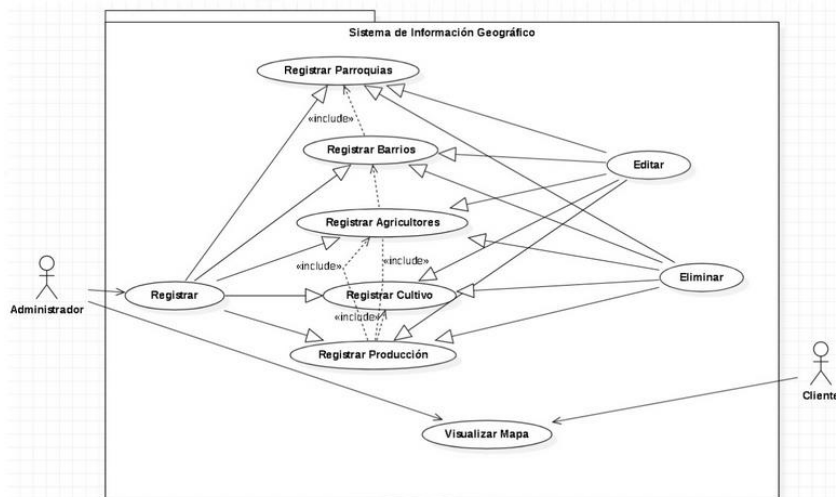 Sistema de Información Geográfico
Registrar Parroquias
«include»
Registrar Barrios
Editar
Registrar Agricultores
«include»
«include»
Eliminar
Administrador
Registrar
Registrar Cultivo
«include»
Registrar Producción
Cliente
Visualizar Mapa